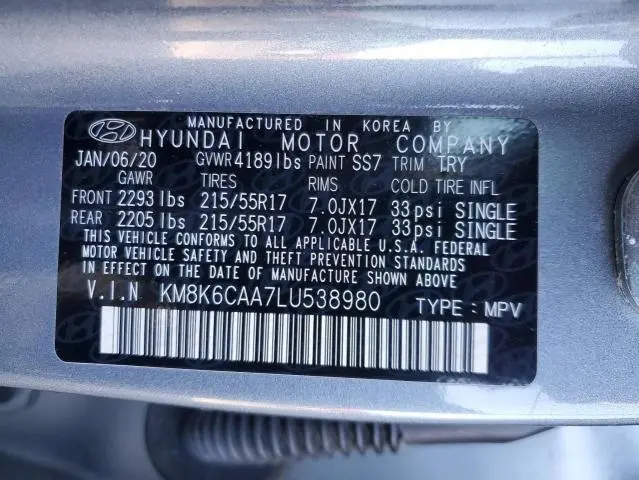 MANUFACTURED IN KOREA BY
HYUNDAI MOTOR COMPANY
JAN/06/20 GVWR 4189lbs PAINT SS7 TRIM TRY
GAWR TIRES RIMS COLD TIRE INFL
FRONT 2293 lbs 215/55R17 7.0JX17 33psi SINGLE
REAR 2205 lbs 215/55R17 7.0JX17 33psi SINGLE
THIS VEHICLE CONFORMS TO ALL APPLICABLE U.S.A. FEDERAL
MOTOR VEHICLE SAFETY AND THEFT PREVENTION STANDARDS
IN EFFECT ON THE DATE OF MANUFACTURE SHOWN ABOVE
V.I.N KM8K6CAA7LU538980 TYPE : MPV